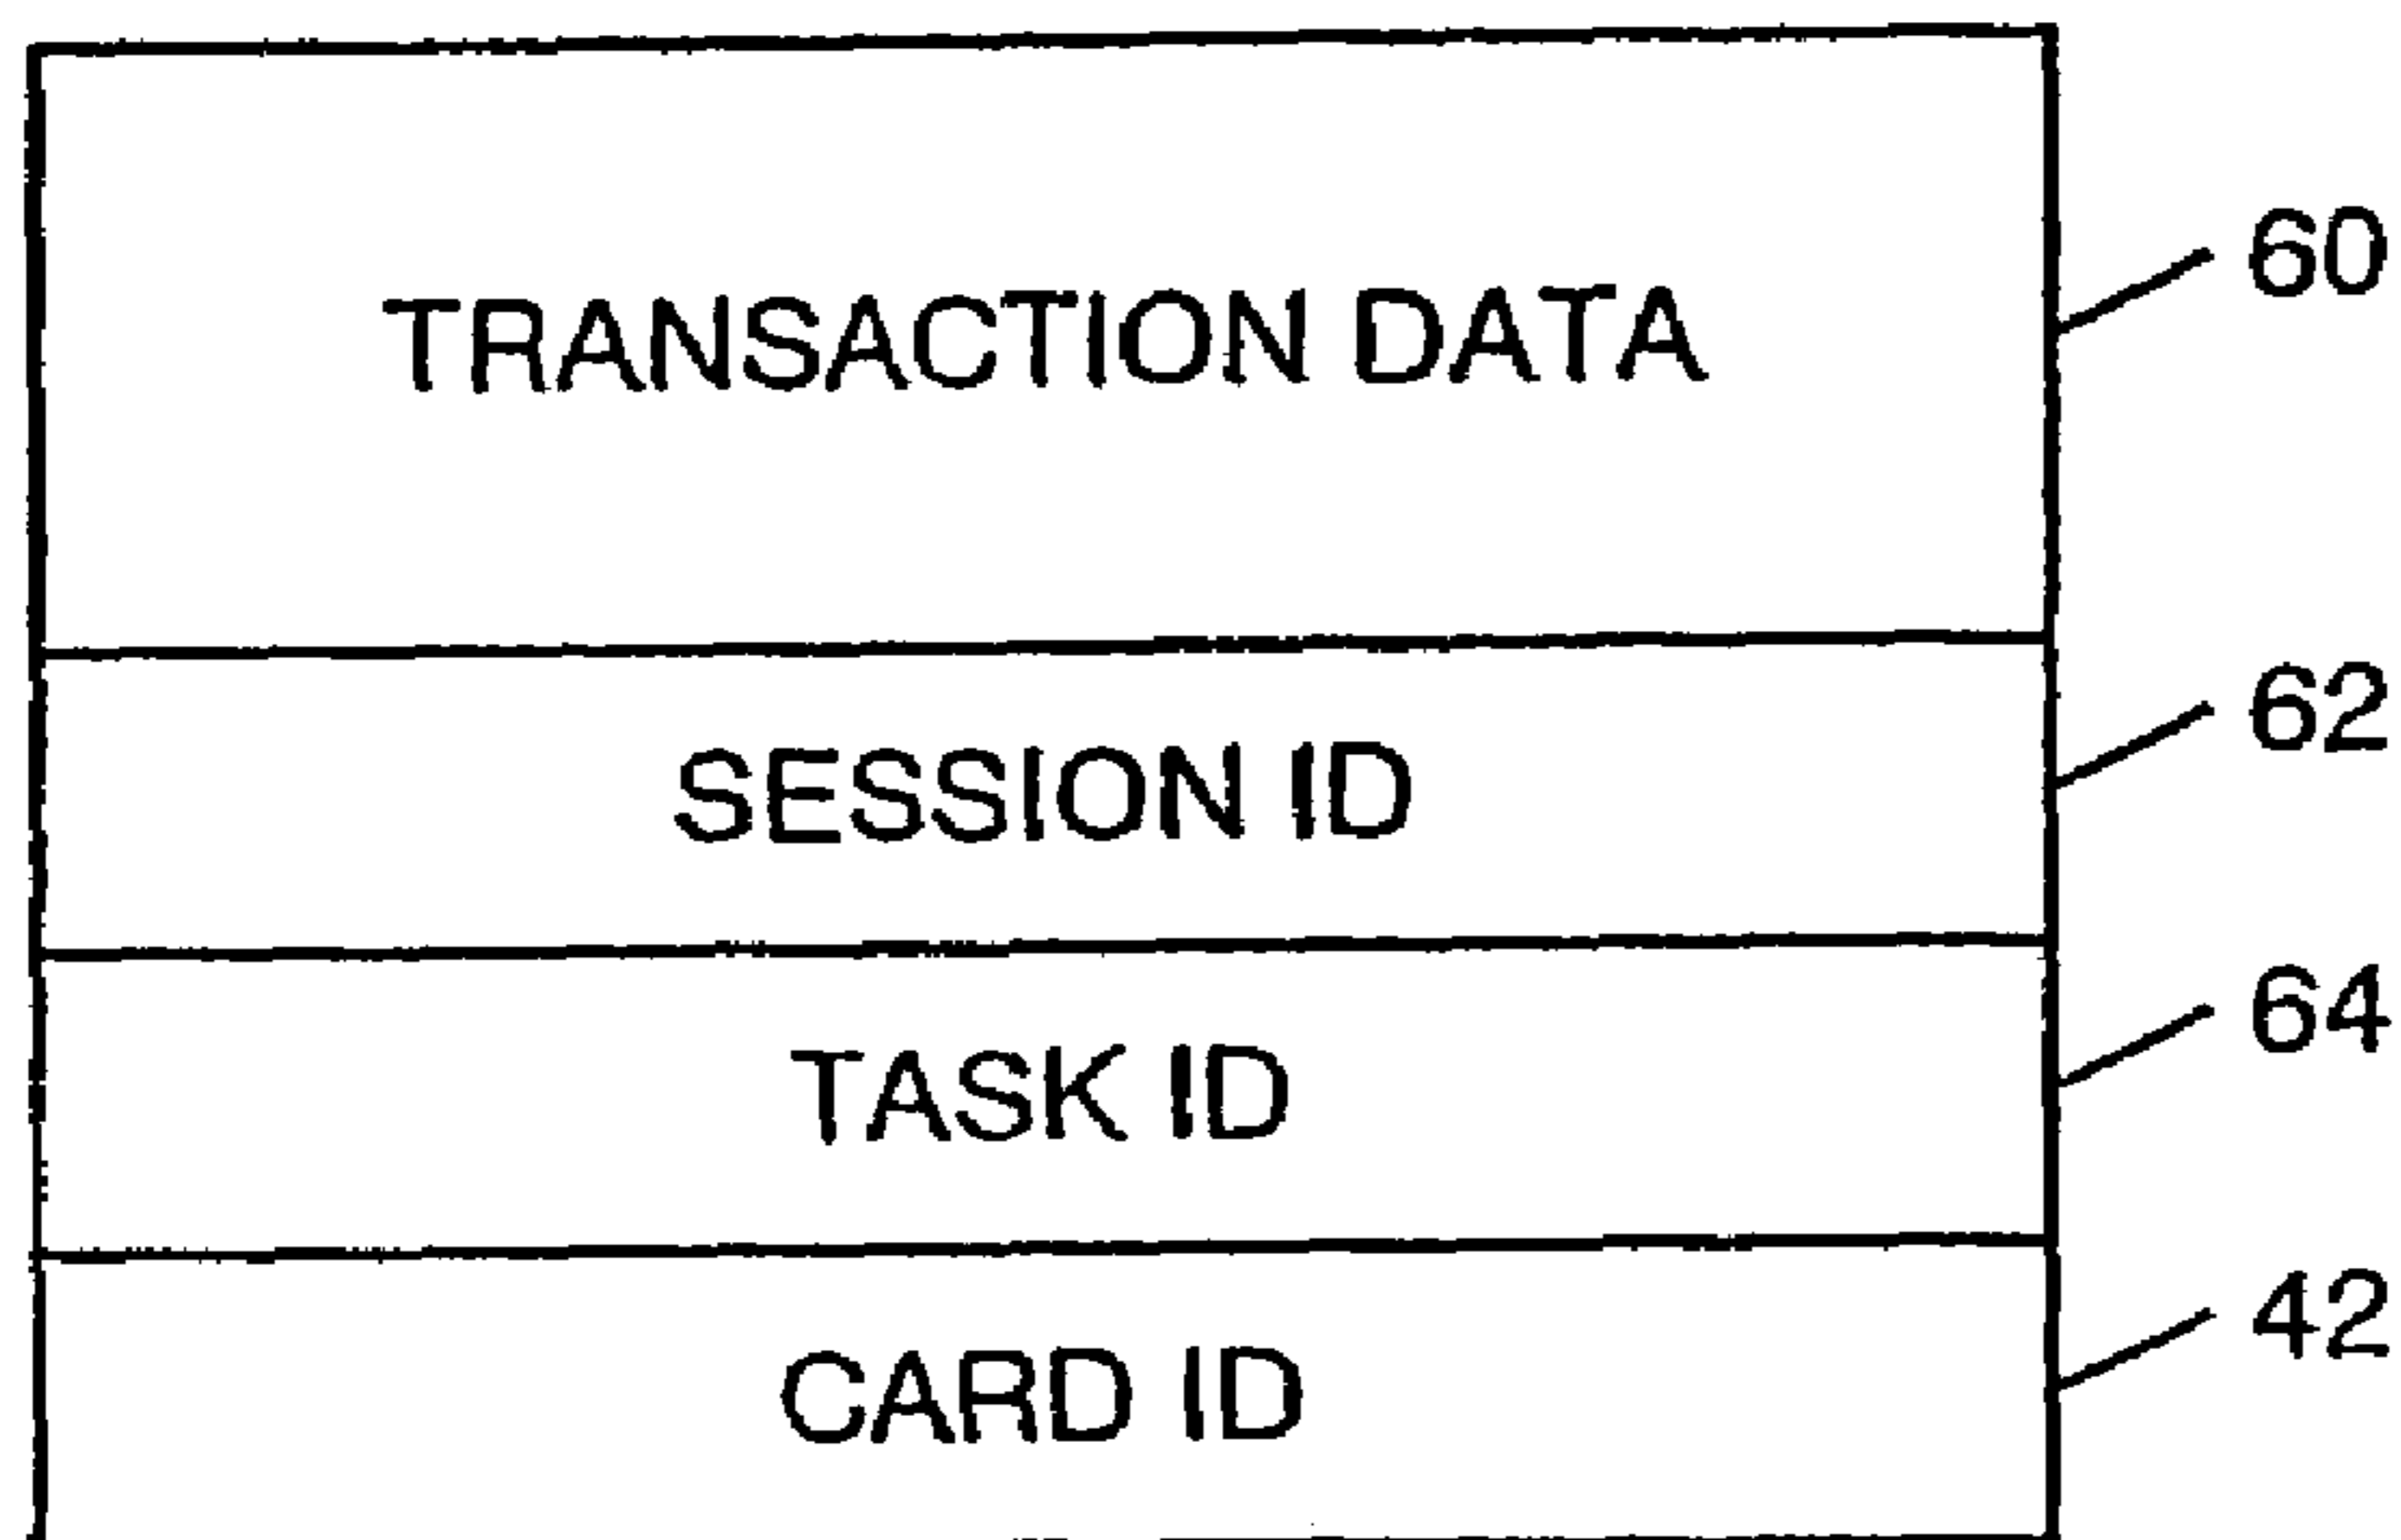 TRANSACTION DATA 60
SESSION ID 62
TASK ID 64
CARD ID 42